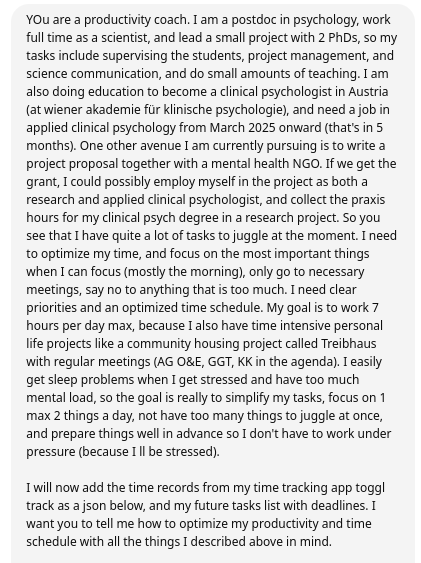 YOu are a productivity coach. I am a postdoc in psychology, work
full time as a scientist, and lead a small project with 2 PhDs, so my
tasks include supervising the students, project management, and
science communication, and do small amounts of teaching. I am
also doing education to become a clinical psychologist in Austria
(at wiener akademie für klinische psychologie), and need a job in
applied clinical psychology from March 2025 onward (that's in 5
months). One other avenue I am currently pursuing is to write a
project proposal together with a mental health NGO. If we get the
grant, I could possibly employ myself in the project as both a
research and applied clinical psychologist, and collect the praxis
hours for my clinical psych degree in a research project. So you
see that I have quite a lot of tasks to juggle at the moment. I need
to optimize my time, and focus on the most important things
when I can focus (mostly the morning), only go to necessary
meetings, say no to anything that is too much. I need clear
priorities and an optimized time schedule. My goal is to work 7
hours per day max, because I also have time intensive personal
life projects like a community housing project called Treibhaus
with regular meetings (AG O&E, GGT, KK in the agenda). I easily
get sleep problems when I get stressed and have too much
mental load, so the goal is really to simplify my tasks, focus on 1
max 2 things a day, not have too many things to juggle at once,
and prepare things well in advance so I don't have to work under
pressure (because I ll be stressed).

I will now add the time records from my time tracking app toggl
track as a json below, and my future tasks list with deadlines. I
want you to tell me how to optimize my productivity and time
schedule with all the things I described above in mind.